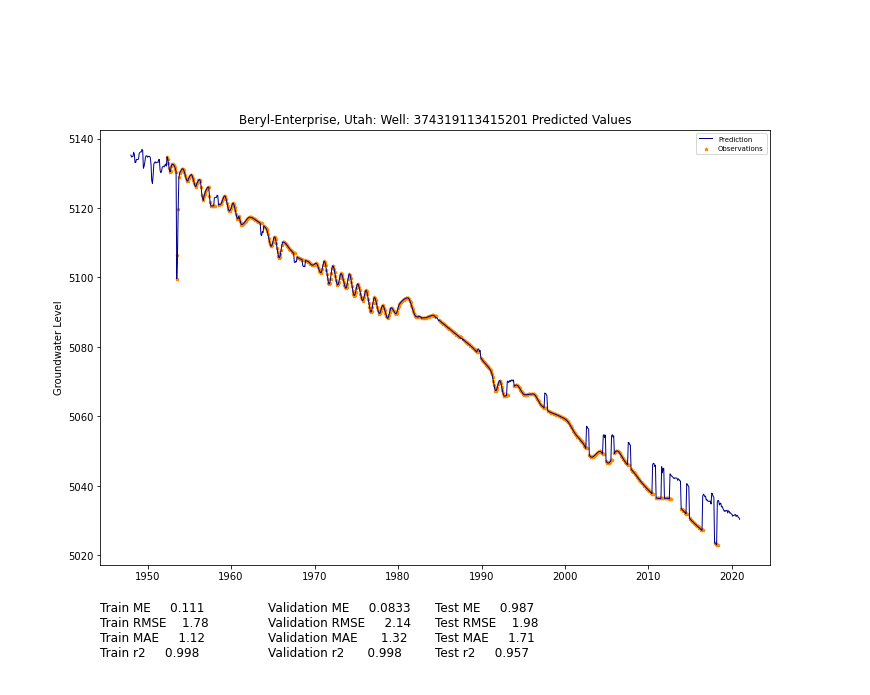 Beryl-Enterprise, Utah: Well: 374319113415201 Predicted Values
Prediction
Observations
Groundwater Level
5140
5120
5100
5080
5060
5040
5020
1950 1960 1970 1980 1990 2000 2010 2020
Train ME 0.111 Validation ME 0.0833 Test ME 0.987
Train RMSE 1.78 Validation RMSE 2.14 Test RMSE 1.98
Train MAE 1.12 Validation MAE 1.32 Test MAE 1.71
Train r2 0.998 Validation r2 0.998 Test r2 0.957